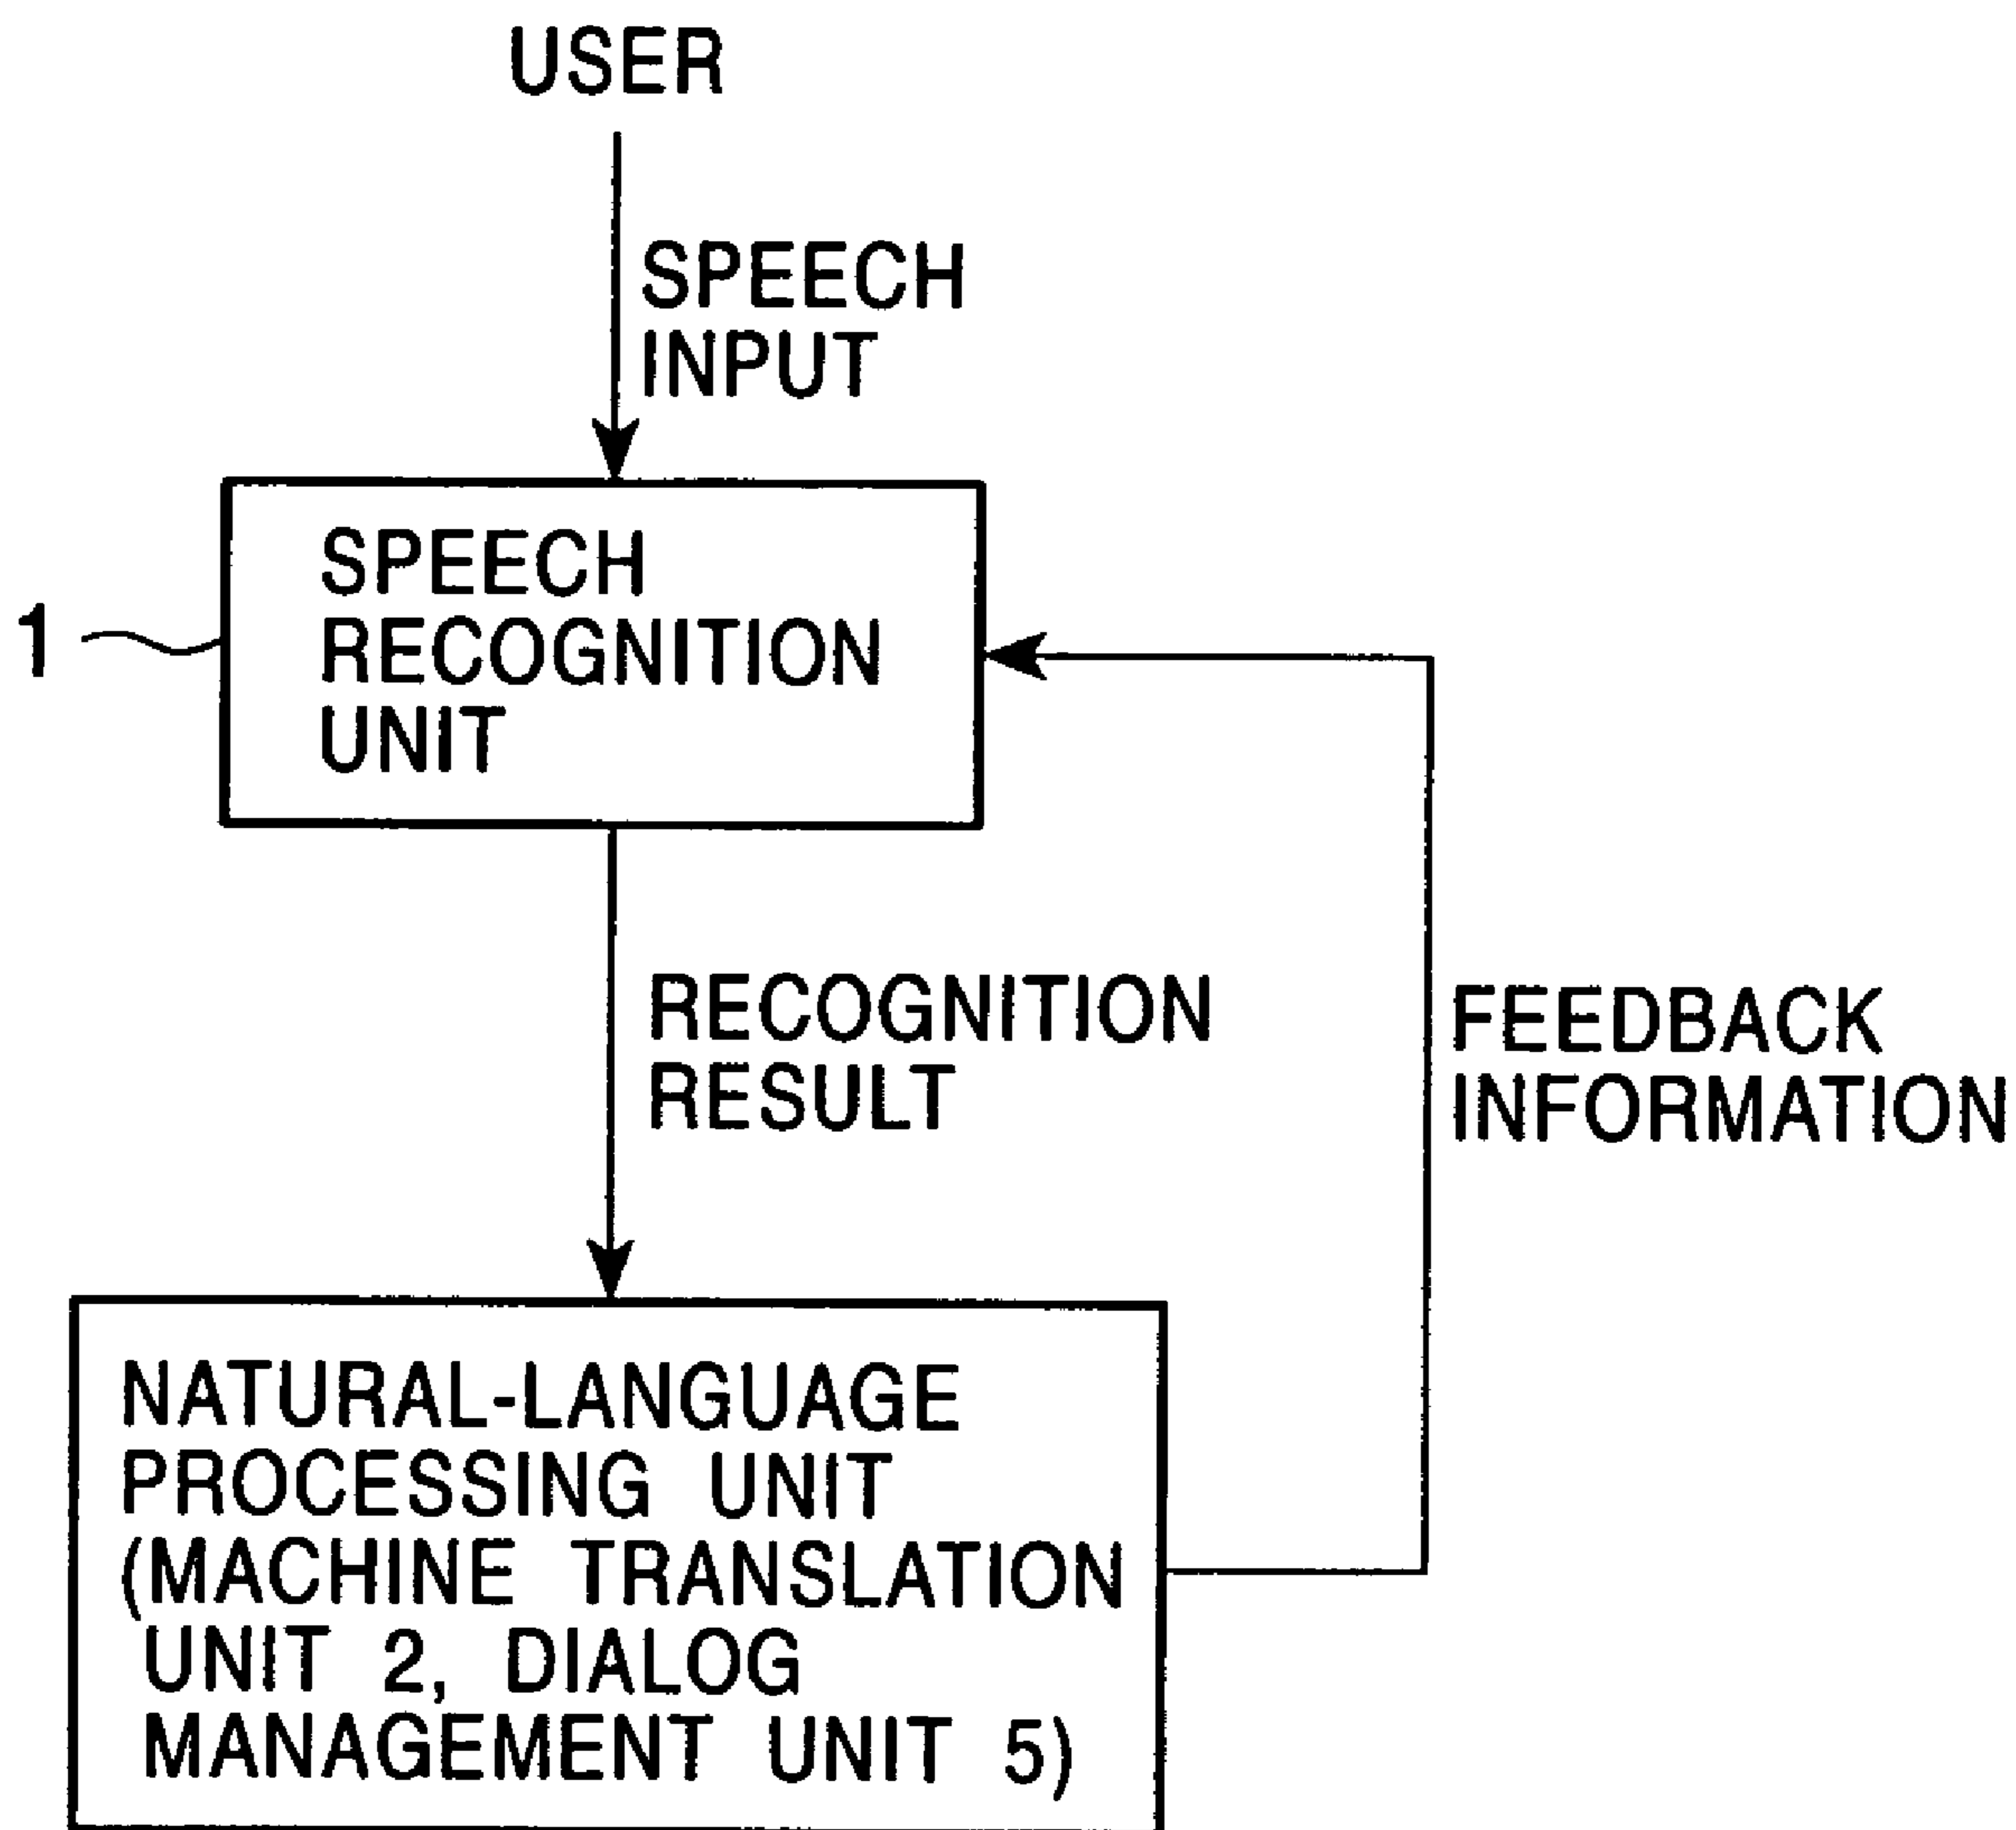 USER
SPEECH
INPUT
1
SPEECH
RECOGNITION
UNIT
RECOGNITION
RESULT
FEEDBACK
INFORMATION
NATURAL-LANGUAGE
PROCESSING UNIT
(MACHINE TRANSLATION
UNIT 2, DIALOG
MANAGEMENT UNIT 5)